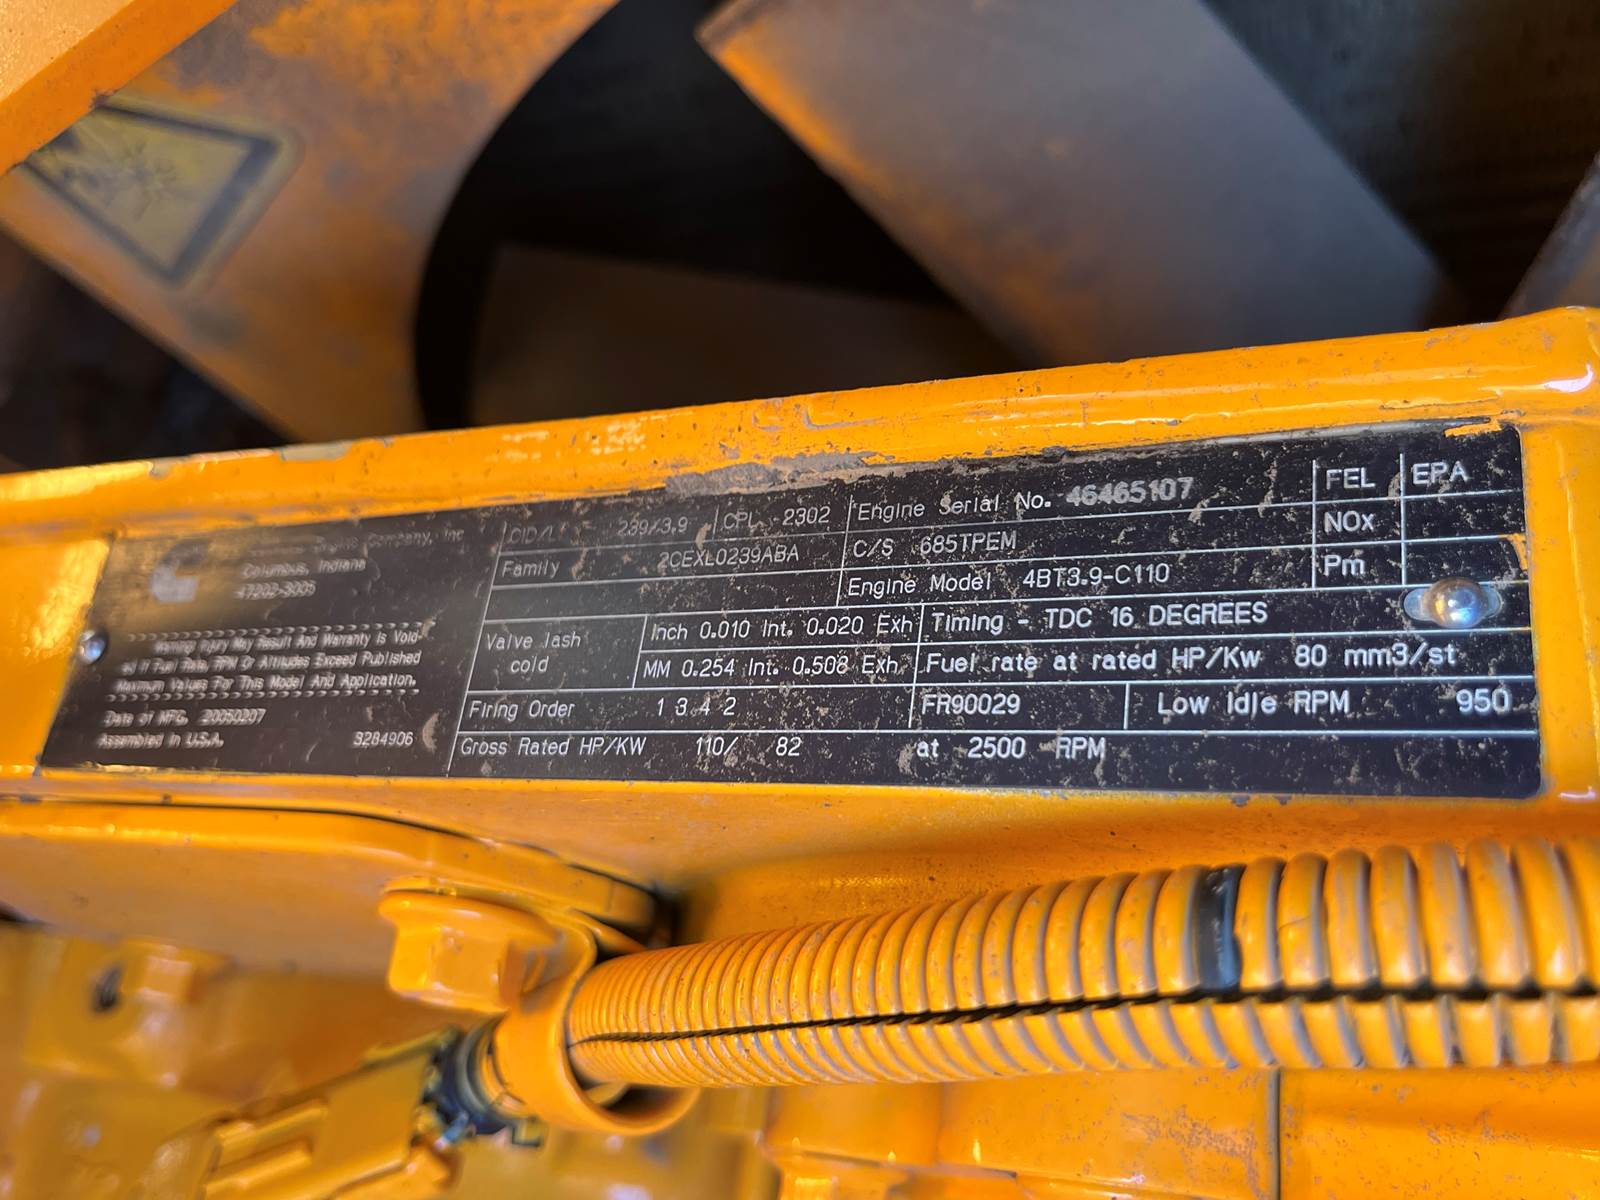 Engine Company, Inc
Columbus, Indiana
47202-3005
Warning Injury May Result And Warranty Is Void-
ed If Fuel Rate, RPM Or Altitudes Exceed Published
Maximum Values For This Model And Application.
Date of MFG. 20050207
Assembled in U.S.A. 3284906
CID/L 239/3.9 CPL 2302
Family 2CEXL0239ABA
Engine Serial No. 46465107
C/S 685TPEM
Engine Model 4BT3.9-C110
FEL EPA
NOx
Pm
Valve lash
cold
Inch 0.010 Int. 0.020 Exh
MM 0.254 Int. 0.508 Exh
Timing - TDC 16 DEGREES
Fuel rate at rated HP/Kw 80 mm3/st
Firing Order 1 3 4 2 FR90029 Low Idle RPM 950
Gross Rated HP/KW 110/ 82 at 2500 RPM